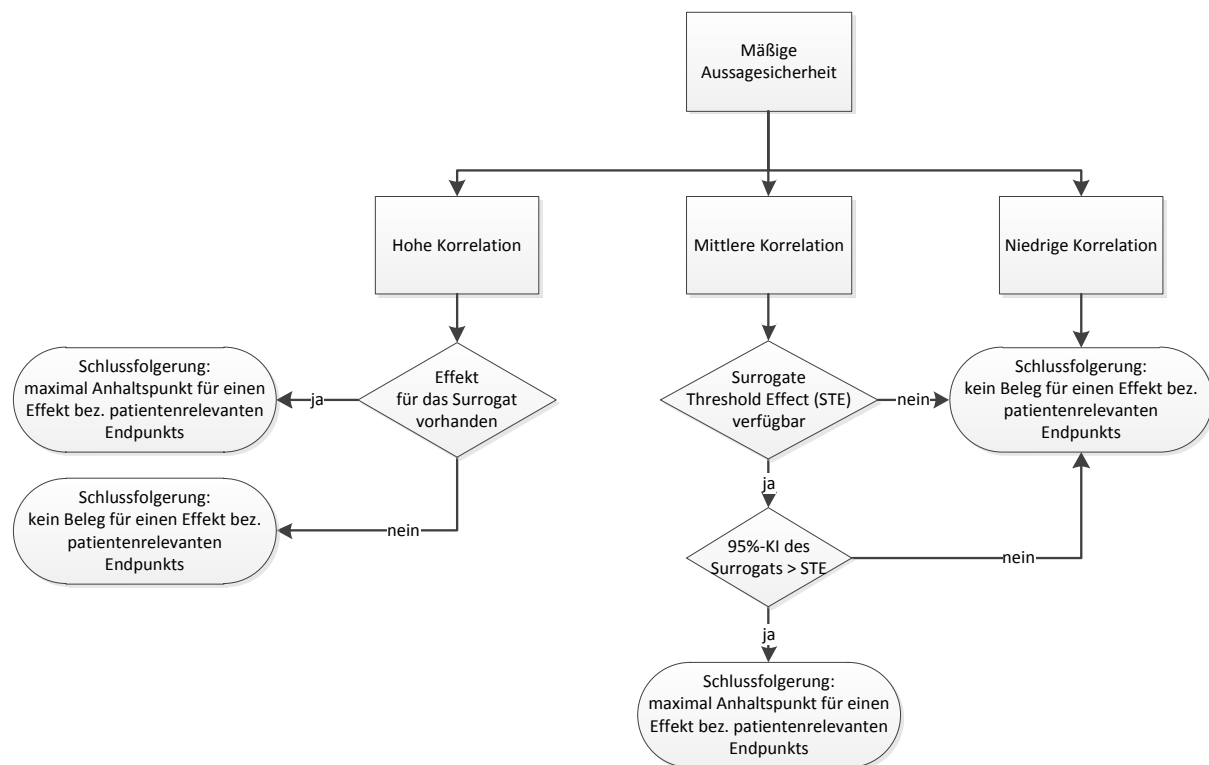 Mäßige
Aussagesicherheit
Hohe Korrelation
Mittlere Korrelation
Niedrige Korrelation
Schlussfolgerung:
maximal Anhaltspunkt für einen
Effekt bez. patientenrelevanten
Endpunkts
ja
Effekt
für das Surrogat
vorhanden
Surrogate
Threshold Effect (STE)
verfügbar
nein
Schlussfolgerung:
kein Beleg für einen Effekt bez.
patientenrelevanten
Endpunkts
Schlussfolgerung:
kein Beleg für einen Effekt bez.
patientenrelevanten
Endpunkts
nein
ja
95%-KI des
Surrogats > STE
nein
ja
Schlussfolgerung:
maximal Anhaltspunkt für einen
Effekt bez. patientenrelevanten
Endpunkts